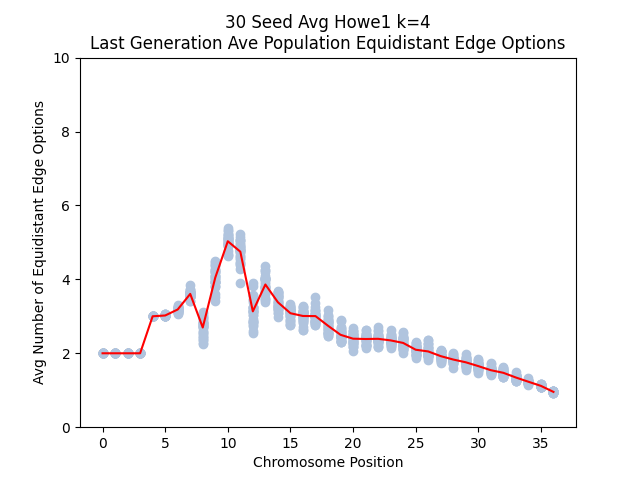 30 Seed Avg Howe1 k=4
Last Generation Ave Population Equidistant Edge Options
10
8
6
4
2
0
Avg Number of Equidistant Edge Options
0 5 10 15 20 25 30 35
Chromosome Position